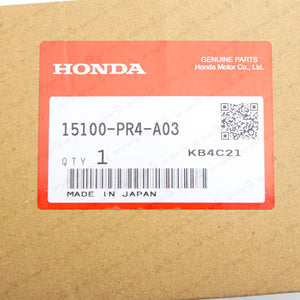 HONDA
GENUINE PARTS
Honda Motor Co., Ltd.
15100-PR4-A03
QTY 1
KB4C21
MADE IN JAPAN